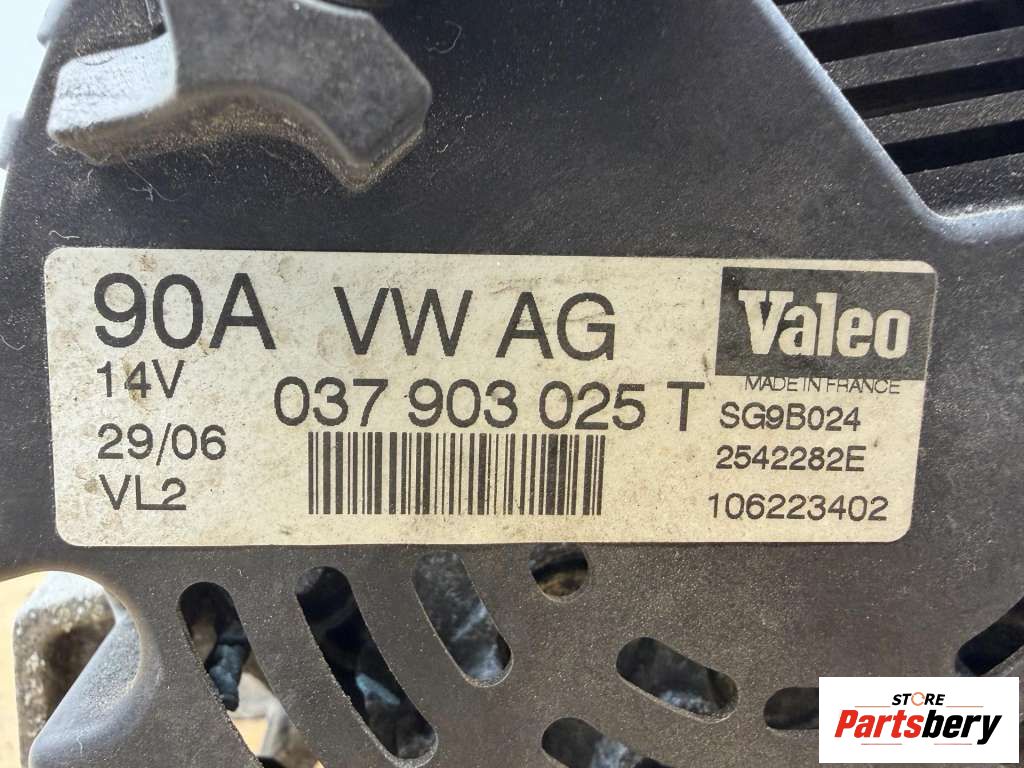 90A VW AG
Valeo
MADE IN FRANCE
14V
037 903 025 T
SG9B024
29/06
2542282E
VL2
106223402
STORE
Partsbery